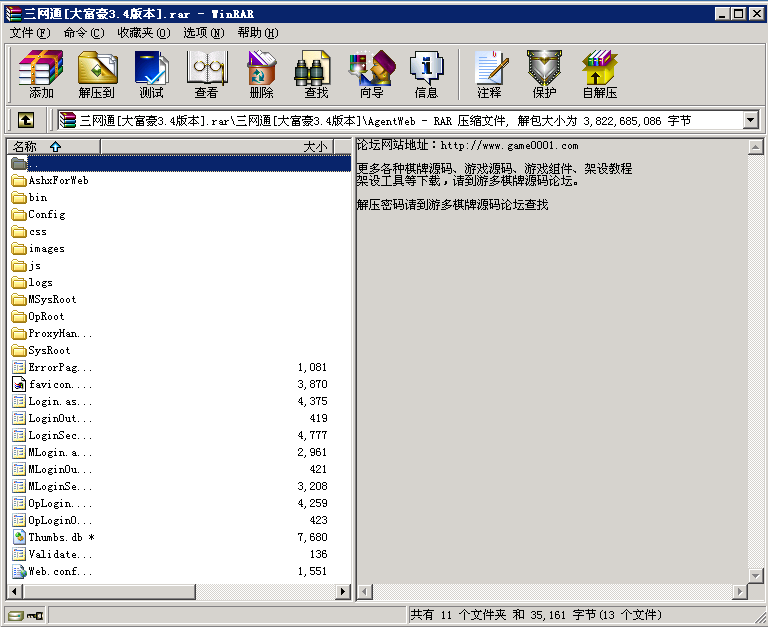 三网通[大富豪3.4版本].rar - WinRAR
文件(F) 命令(C) 收藏夹(O) 选项(N) 帮助(H)
添加 解压到 测试 查看 删除 查找 向导 信息 注释 保护 自解压
三网通[大富豪3.4版本].rar\三网通[大富豪3.4版本]\AgentWeb - RAR 压缩文件, 解包大小为 3,822,685,086 字节
名称 大小
..
AshxForWeb
bin
Config
css
images
js
logs
MSysRoot
OpRoot
ProxyHan...
SysRoot
ErrorPag... 1,081
favicon.... 3,870
Login.as... 4,375
LoginOut... 419
LoginSec... 4,777
MLogin.a... 2,961
MLoginOu... 421
MLoginSe... 3,208
OpLogin.... 4,259
OpLoginO... 423
Thumbs.db * 7,680
Validate... 136
Web.conf... 1,551
论坛网站地址：http://www.game0001.com
更多各种棋牌源码、游戏源码、游戏组件、架设教程
架设工具等下载，请到游多棋牌源码论坛。
解压密码请到游多棋牌源码论坛查找
共有 11 个文件夹 和 35,161 字节(13 个文件)